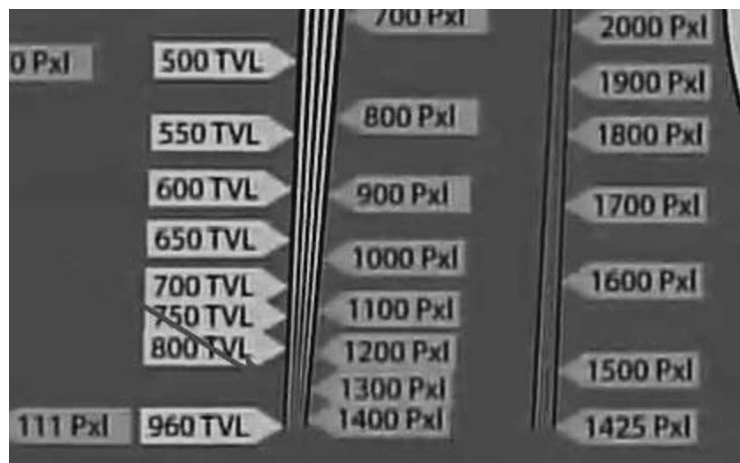 700 Pxl
2000 Pxl
0 Pxl
500 TVL
1900 Pxl
800 Pxl
550 TVL
1800 Pxl
600 TVL
900 Pxl
1700 Pxl
650 TVL
1000 Pxl
700 TVL
1600 Pxl
750 TVL
1100 Pxl
800 TVL
1200 Pxl
1500 Pxl
1300 Pxl
111 Pxl
960 TVL
1400 Pxl
1425 Pxl